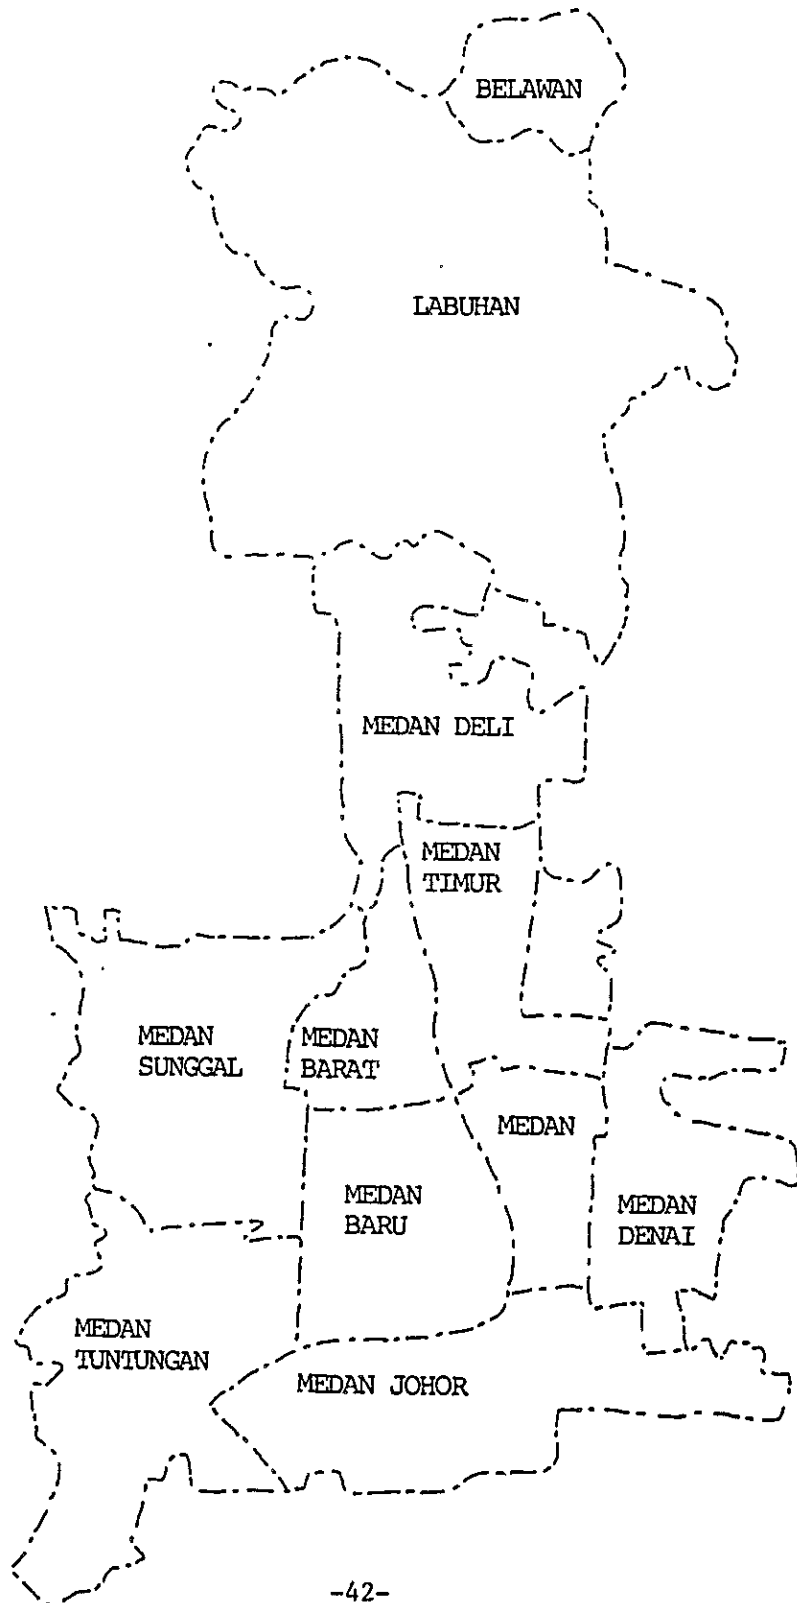 BELAWAN
LABUHAN
MEDAN DELI
MEDAN
TIMUR
MEDAN
SUNGGAL
MEDAN
BARAT
MEDAN
MEDAN
BARU
MEDAN
DENAI
MEDAN
TUNTUNGAN
MEDAN JOHOR
-42-